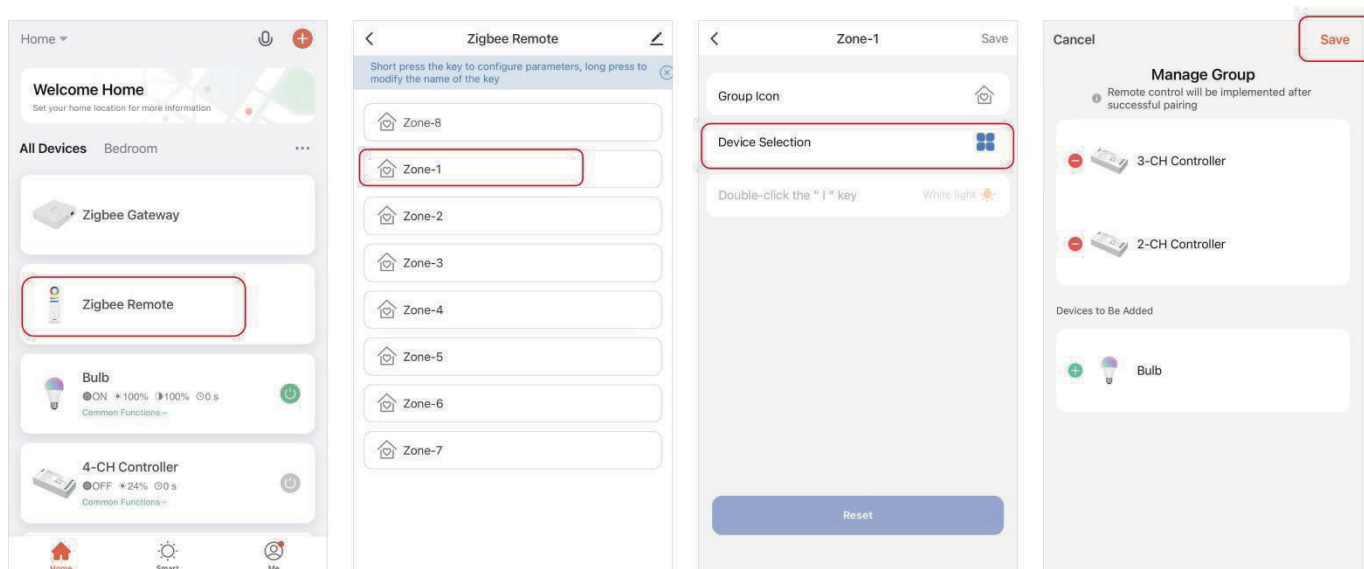 Home
Welcome Home
Set your home location for more information
All Devices Bedroom
Zigbee Gateway
Zigbee Remote
Bulb
ON 100% 100% 0 s
Common Functions
4-CH Controller
OFF 24% 0 s
Common Functions
Home Smart Me
Zigbee Remote
Short press the key to configure parameters, long press to
modify the name of the key
Zone-8
Zone-1
Zone-2
Zone-3
Zone-4
Zone-5
Zone-6
Zone-7
Zone-1 Save
Group Icon
Device Selection
Double-click the " I " key White light
Reset
Cancel Save
Manage Group
Remote control will be implemented after
successful pairing
3-CH Controller
2-CH Controller
Devices to Be Added
Bulb